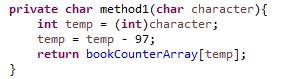 private char method1(char character){
    int temp = (int)character;
    temp = temp - 97;
    return bookCounterArray[temp];
}